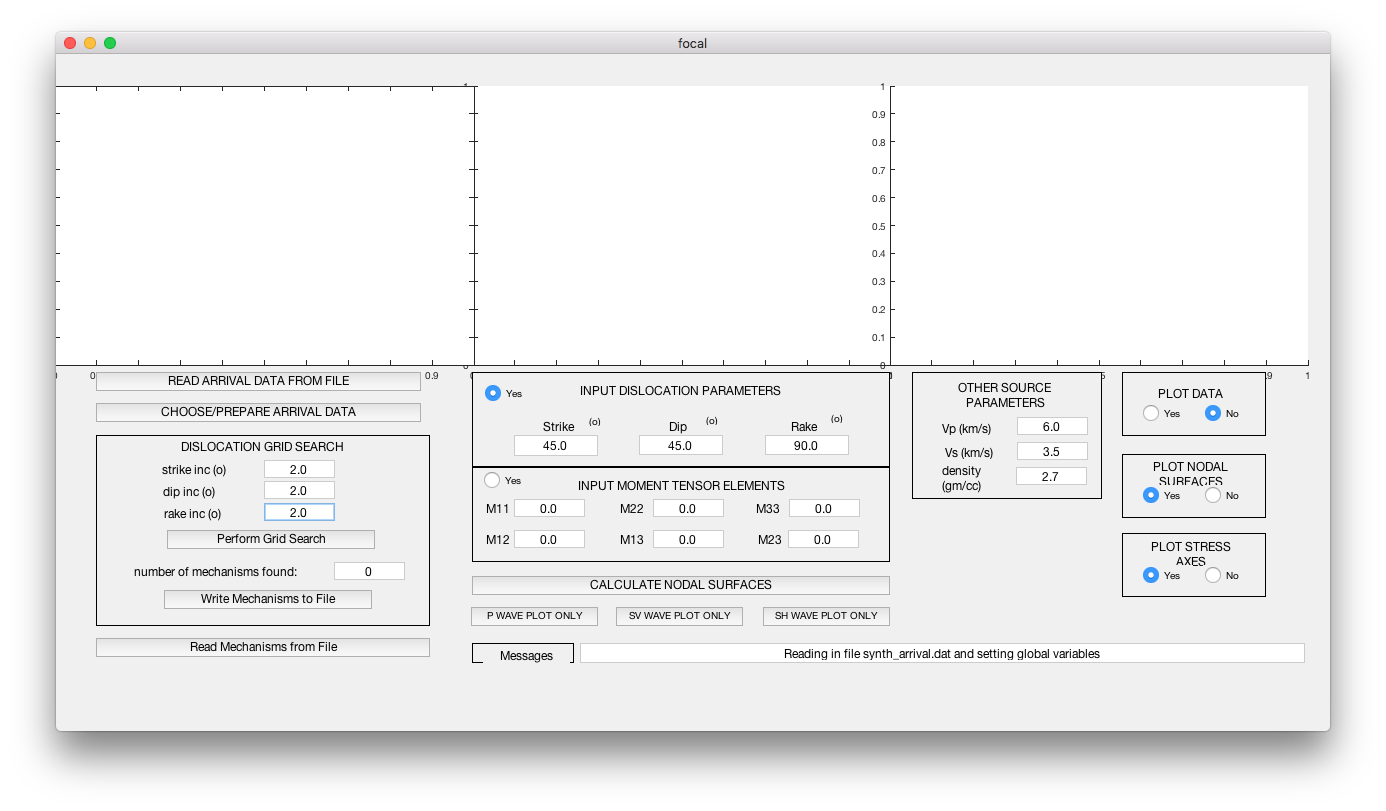 focal
1
1
0.9
0.8
0.7
0.6
0.5
0.4
0.3
0.2
0.1
0
0
0.9
1
READ ARRIVAL DATA FROM FILE
CHOOSE/PREPARE ARRIVAL DATA
DISLOCATION GRID SEARCH
strike inc (o) 2.0
dip inc (o) 2.0
rake inc (o) 2.0
Perform Grid Search
number of mechanisms found: 0
Write Mechanisms to File
Read Mechanisms from File
Yes INPUT DISLOCATION PARAMETERS
Strike (o) Dip (o) Rake (o)
45.0 45.0 90.0
Yes INPUT MOMENT TENSOR ELEMENTS
M11 0.0 M22 0.0 M33 0.0
M12 0.0 M13 0.0 M23 0.0
CALCULATE NODAL SURFACES
P WAVE PLOT ONLY SV WAVE PLOT ONLY SH WAVE PLOT ONLY
Messages Reading in file synth_arrival.dat and setting global variables
OTHER SOURCE
PARAMETERS
Vp (km/s) 6.0
Vs (km/s) 3.5
density
(gm/cc) 2.7
PLOT DATA
Yes No
PLOT NODAL
SURFACES
Yes No
PLOT STRESS
AXES
Yes No